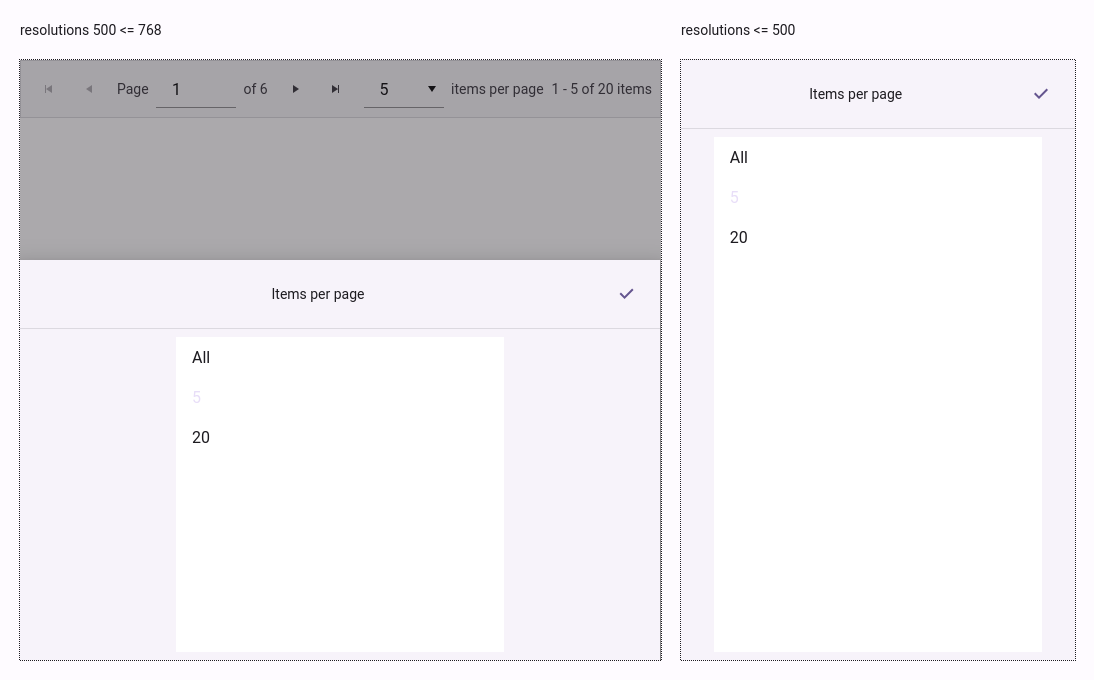 resolutions 500 <= 768
Page 1 of 6 5 items per page 1 - 5 of 20 items
Items per page
All
5
20
resolutions <= 500
Items per page
All
5
20